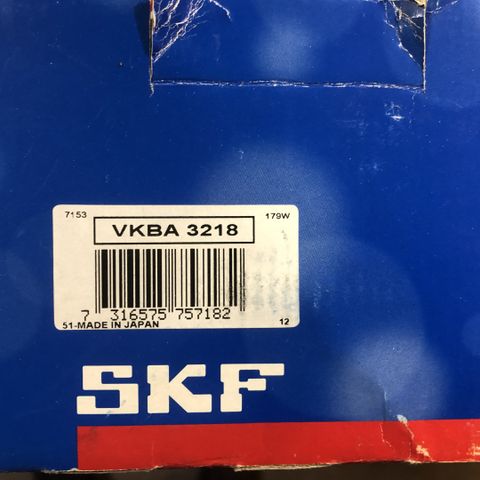 7153 179W
VKBA 3218
7 316575 757182
51-MADE IN JAPAN 12
SKF